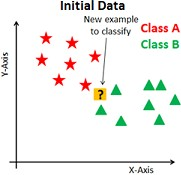 Initial Data
New example
to classify
Class A
Class B
?
Y-Axis
X-Axis